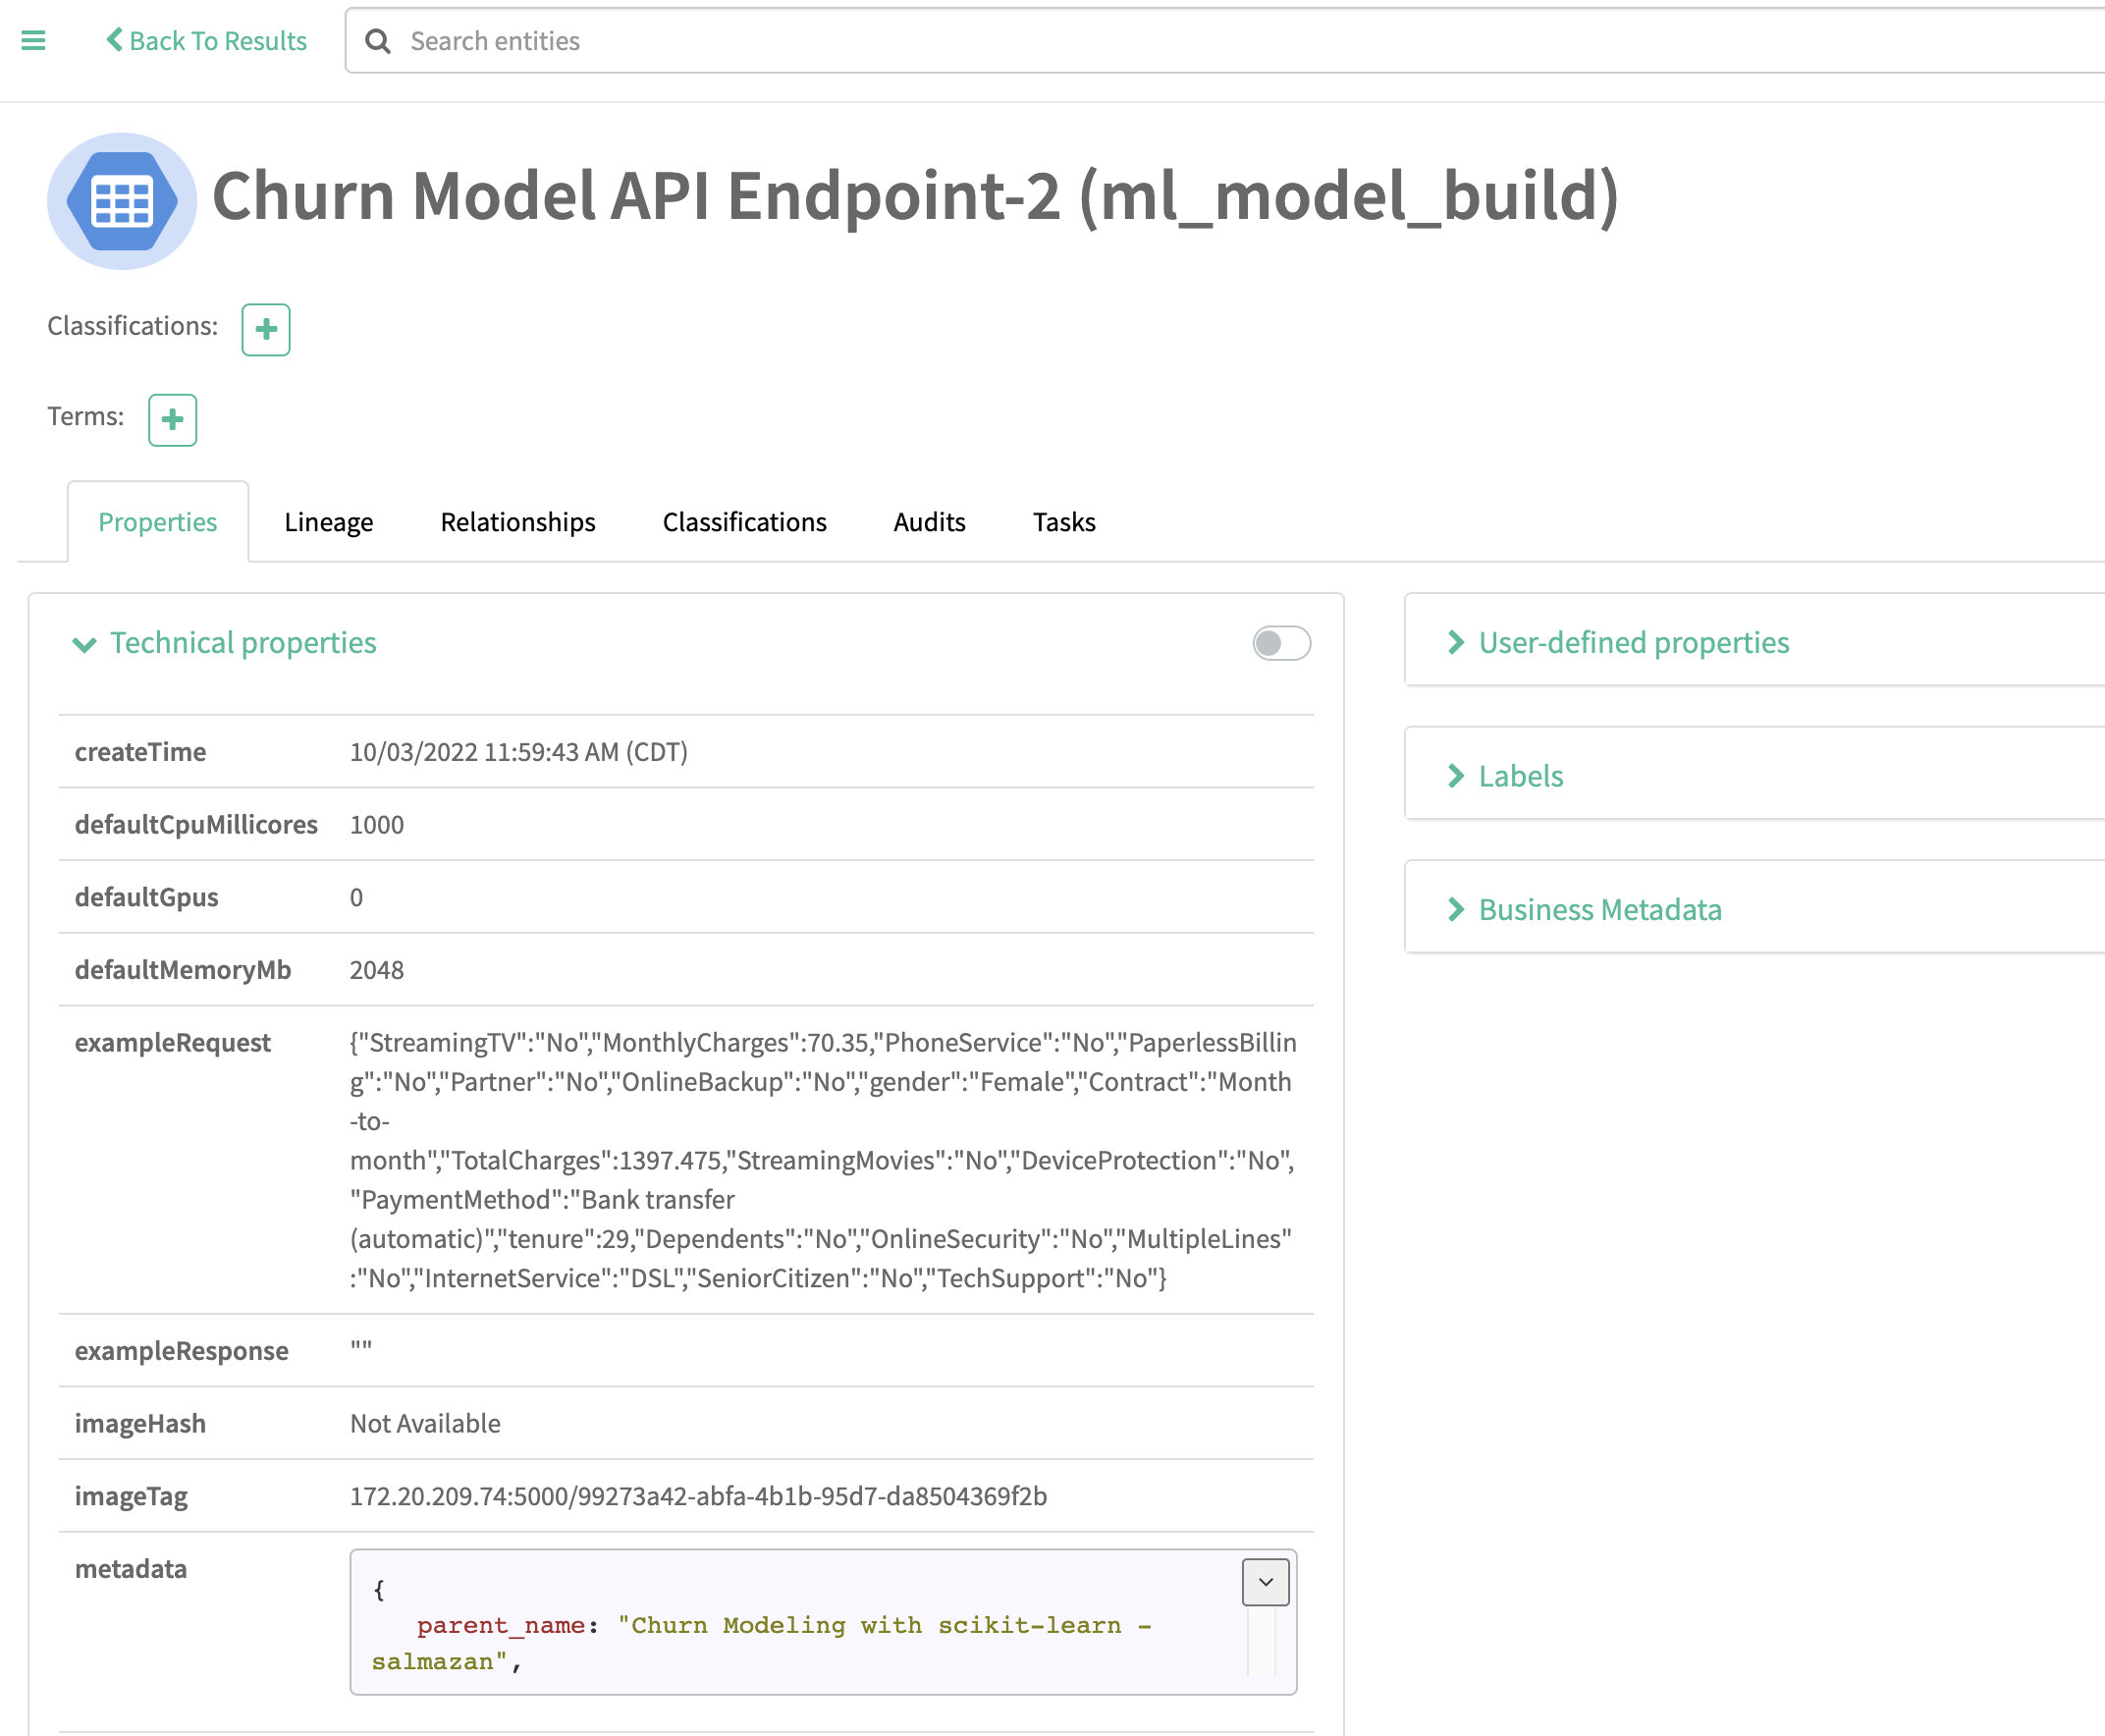 Back To Results
Search entities
Churn Model API Endpoint-2 (ml_model_build)
Classifications:
Terms:
Properties Lineage Relationships Classifications Audits Tasks
Technical properties
createTime 10/03/2022 11:59:43 AM (CDT)
defaultCpuMillicores 1000
defaultGpus 0
defaultMemoryMb 2048
exampleRequest {"StreamingTV":"No","MonthlyCharges":70.35,"PhoneService":"No","PaperlessBillin
g":"No","Partner":"No","OnlineBackup":"No","gender":"Female","Contract":"Month
-to-
month","TotalCharges":1397.475,"StreamingMovies":"No","DeviceProtection":"No",
"PaymentMethod":"Bank transfer
(automatic)","tenure":29,"Dependents":"No","OnlineSecurity":"No","MultipleLines"
:"No","InternetService":"DSL","SeniorCitizen":"No","TechSupport":"No"}
exampleResponse ""
imageHash Not Available
imageTag 172.20.209.74:5000/99273a42-abfa-4b1b-95d7-da8504369f2b
metadata {
parent_name: "Churn Modeling with scikit-learn -
salmazan",
User-defined properties
Labels
Business Metadata